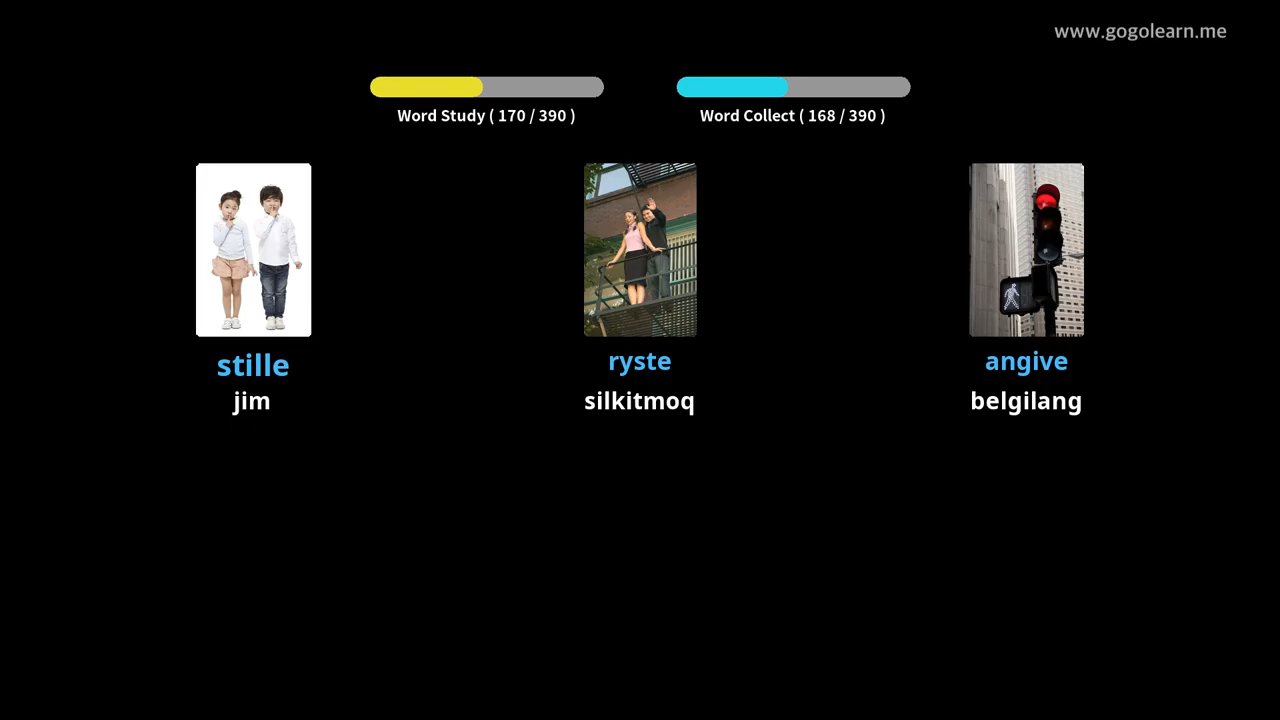 www.gogolearn.me
Word Study ( 170 / 390 )
Word Collect ( 168 / 390 )
stille
jim
ryste
silkitmoq
angive
belgilang